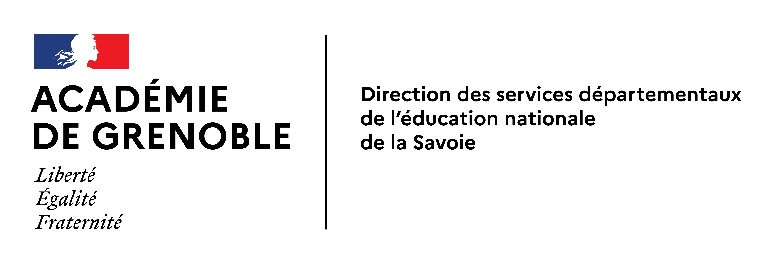 ACADÉMIE
DE GRENOBLE
Liberté
Égalité
Fraternité
Direction des services départementaux
de l'éducation nationale
de la Savoie